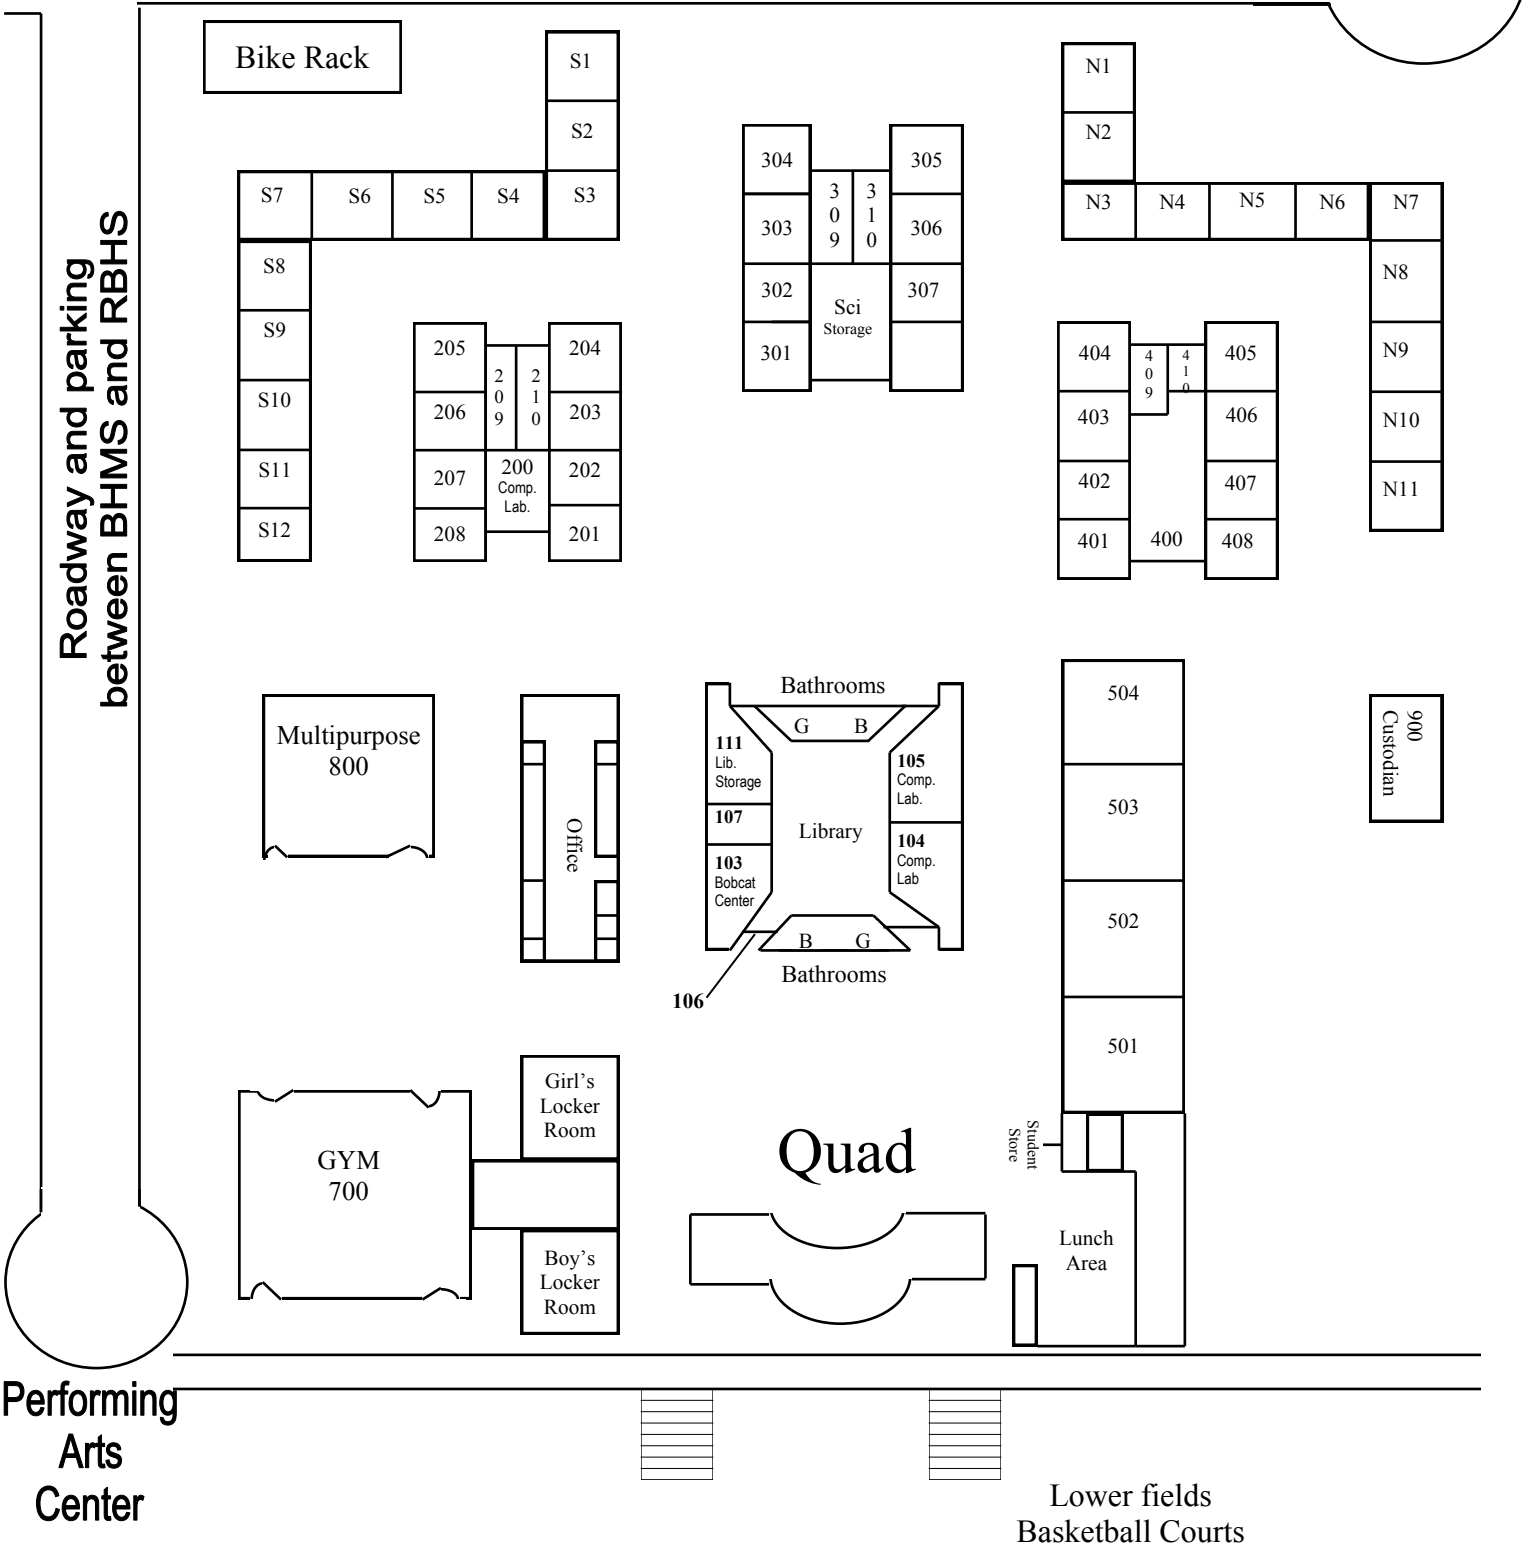 Bike Rack
S1
S2
S3
S4
S5
S6
S7
S8
S9
S10
S11
S12
Roadway and parking
between BHMS and RBHS
304
303
302
301
3
0
9
3
1
0
Sci
Storage
305
306
307
N1
N2
N3
N4
N5
N6
N7
N8
N9
N10
N11
205
206
207
208
2
0
9
2
1
0
200
Comp.
Lab.
204
203
202
201
404
403
402
401
4
0
9
4
1
0
400
405
406
407
408
Multipurpose
800
Office
Bathrooms
G B
111
Lib.
Storage
107
103
Bobcat
Center
Library
105
Comp.
Lab.
104
Comp.
Lab
B G
Bathrooms
106
504
503
502
501
900
Custodian
GYM
700
Girl's
Locker
Room
Boy's
Locker
Room
Quad
Student
Store
Lunch
Area
Performing
Arts
Center
Lower fields
Basketball Courts